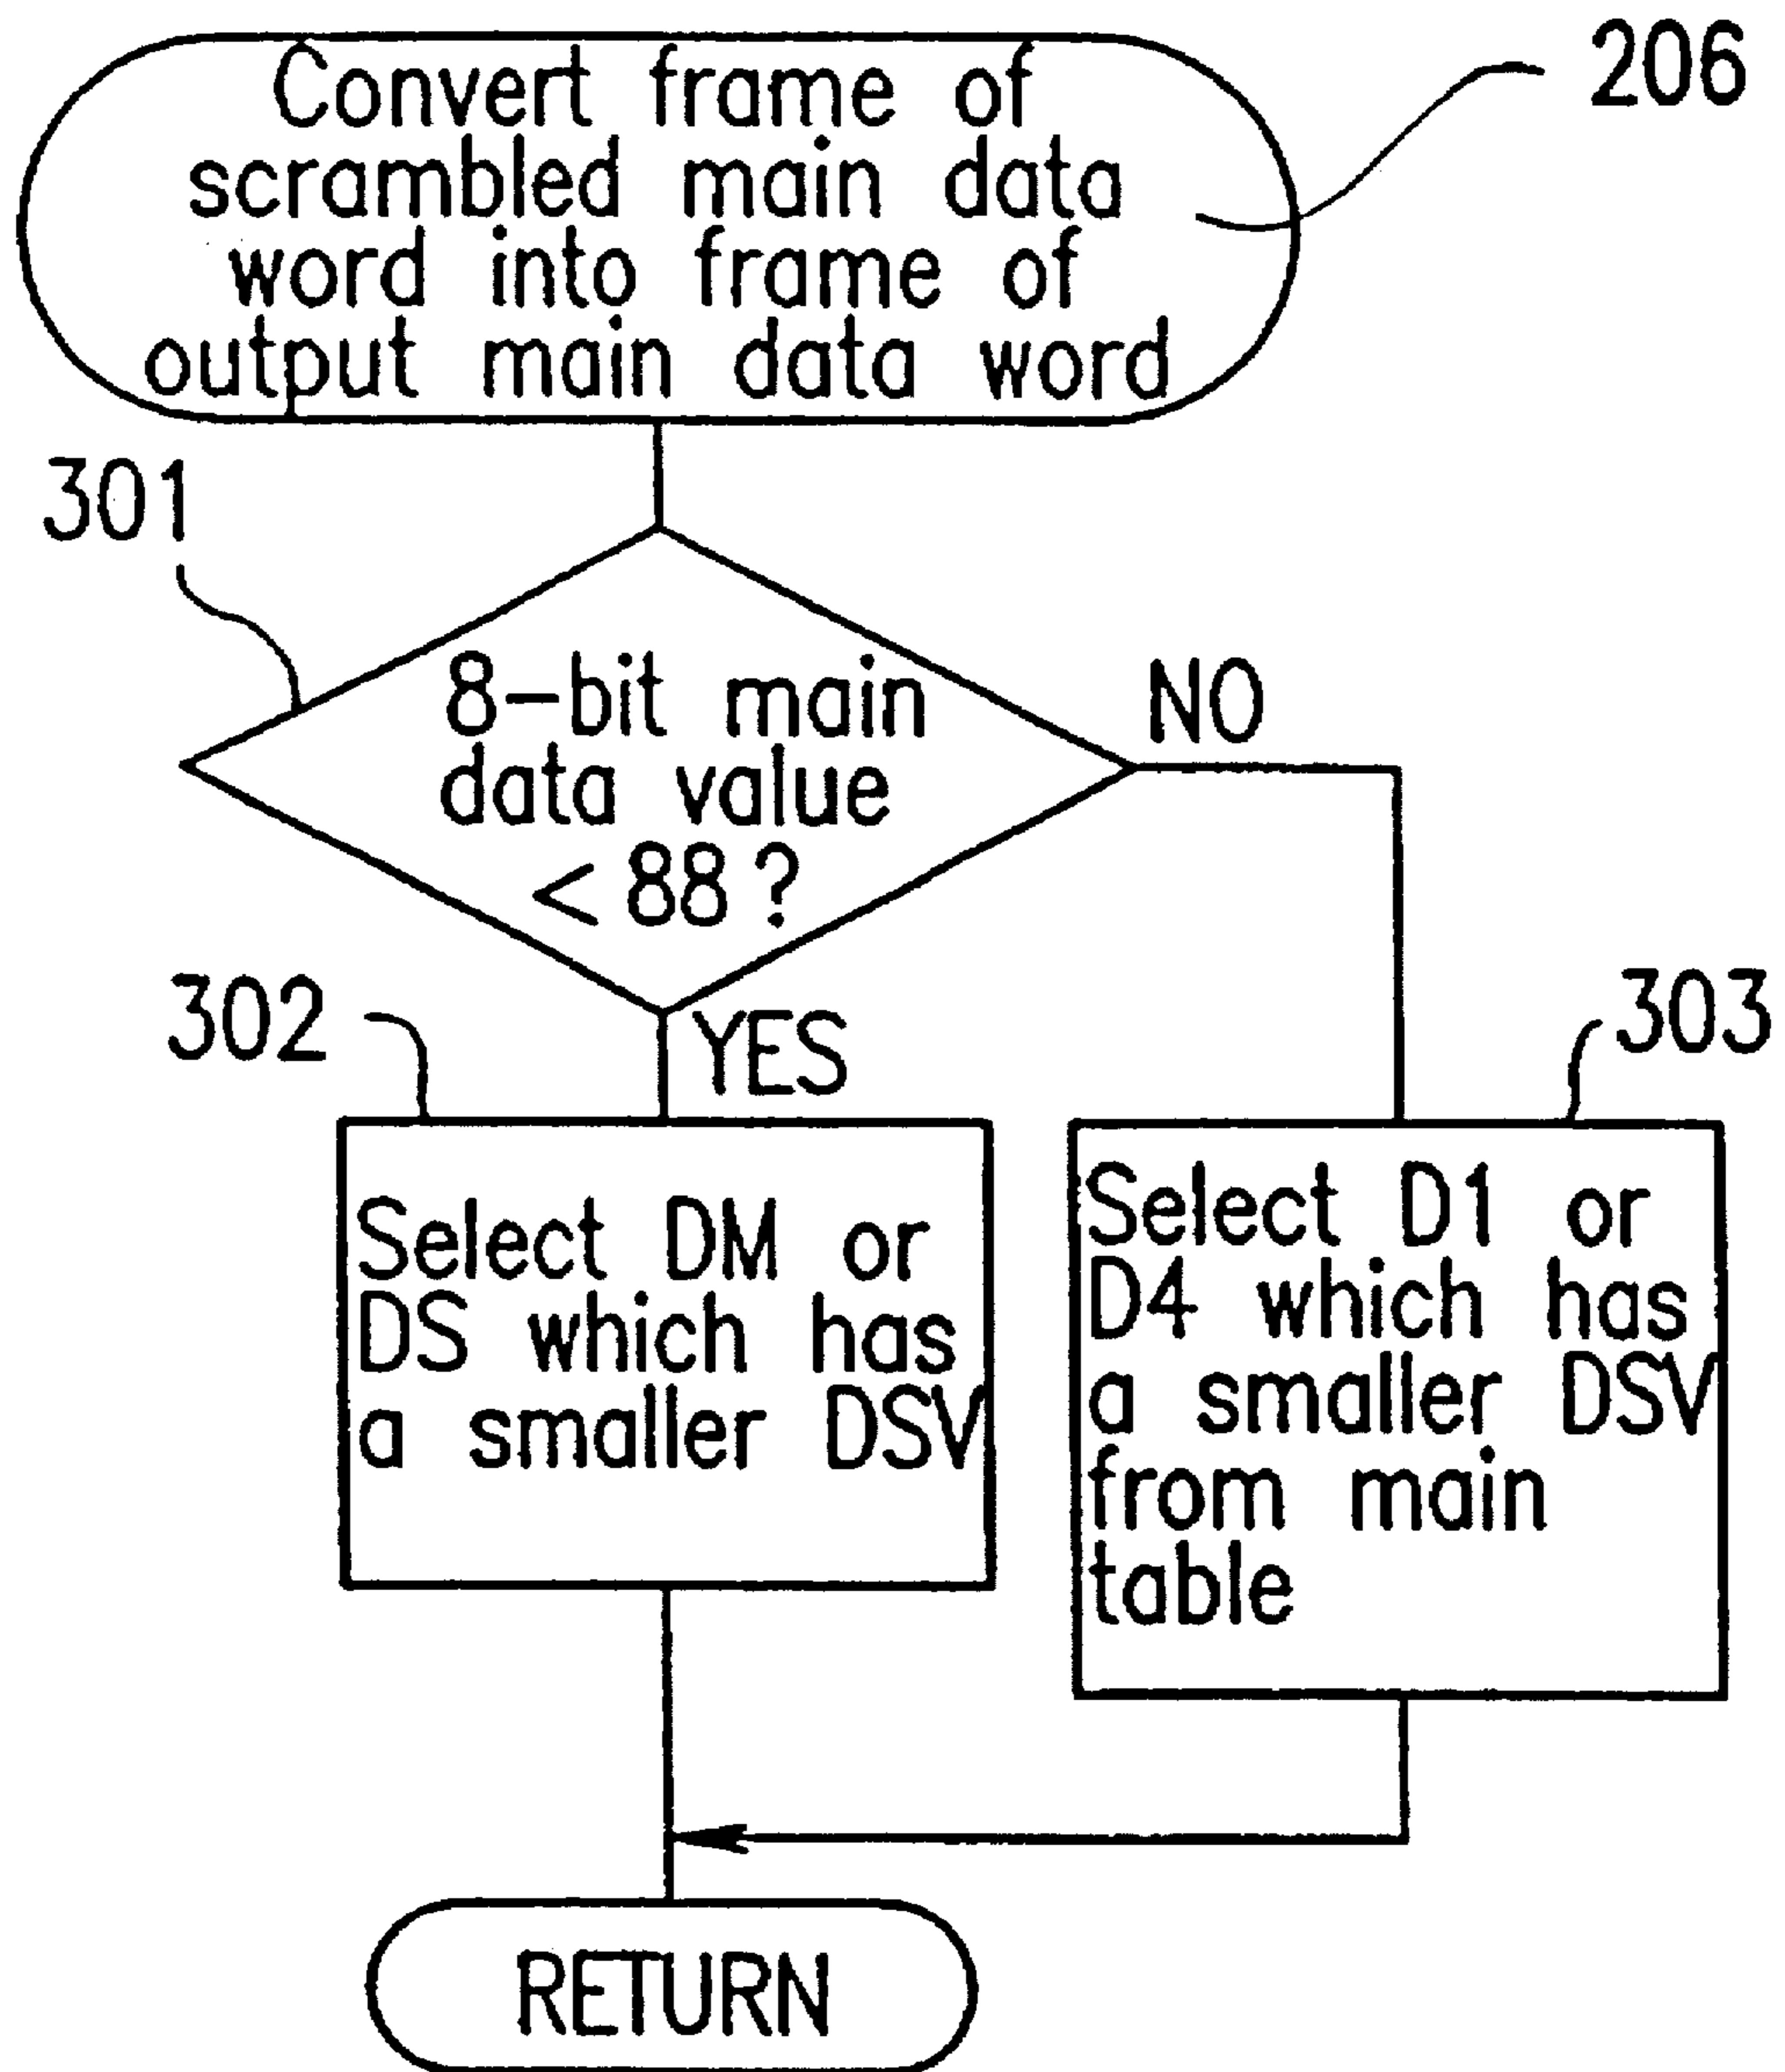 Convert frame of
scrambled main data
word into frame of
output main data word
206
301
8-bit main
data value
< 88 ?
NO
YES
302
Select DM or
DS which has
a smaller DSV
303
Select D1 or
D4 which has
a smaller DSV
from main
table
RETURN